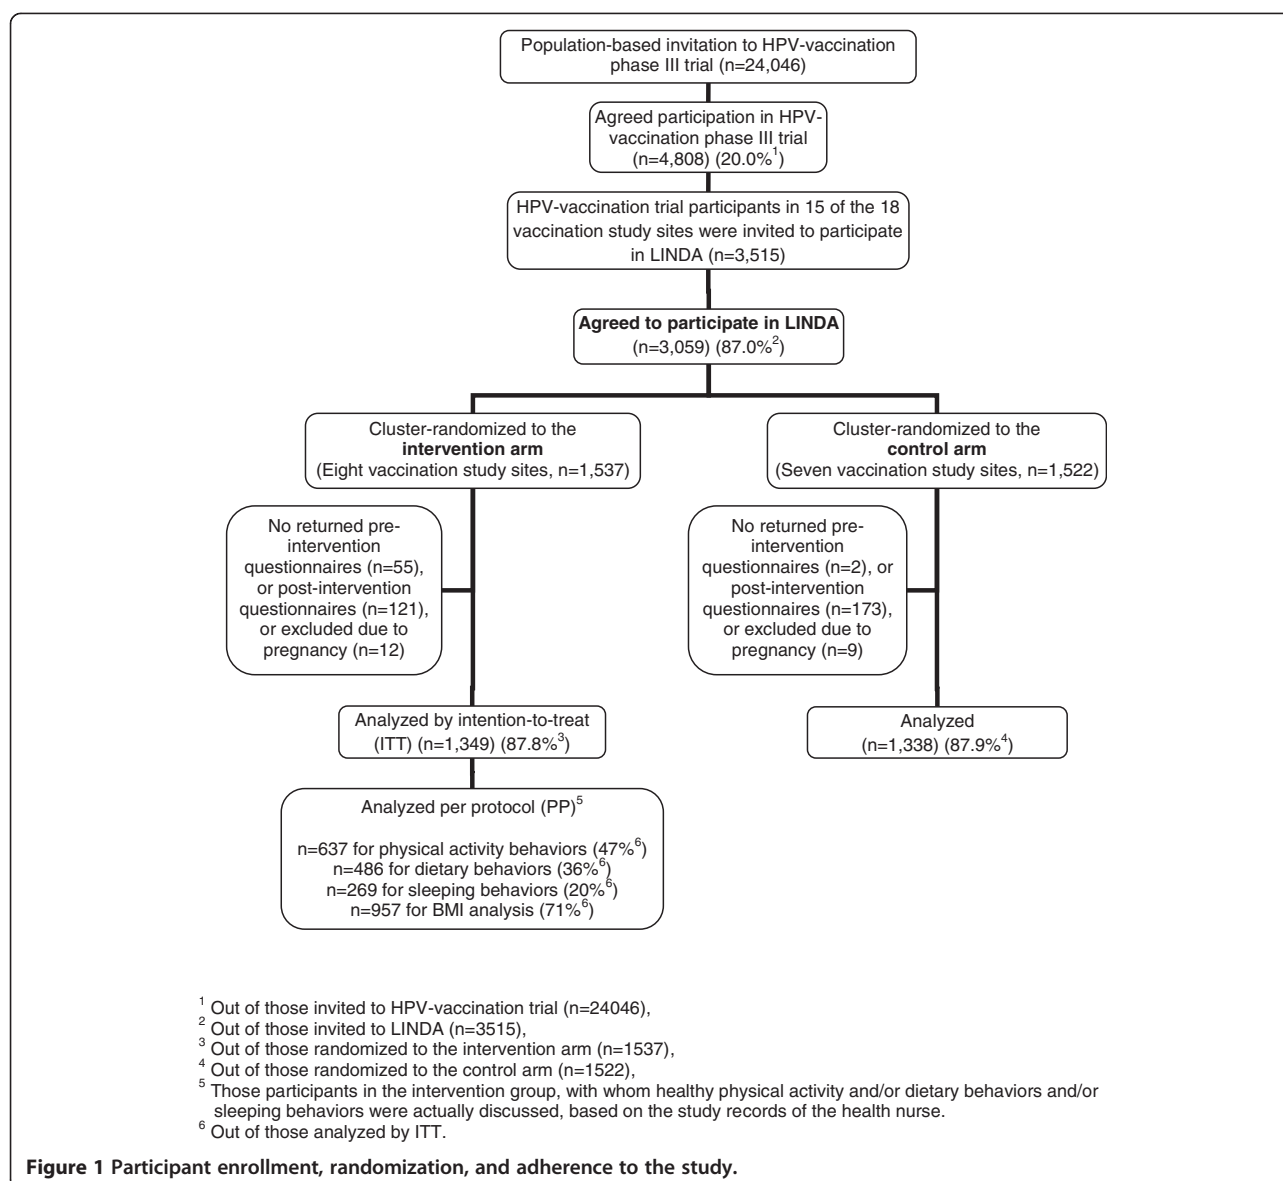 Population-based invitation to HPV-vaccination
phase III trial (n=24,046)
Agreed participation in HPV-
vaccination phase III trial
(n=4,808) (20.0%1)
HPV-vaccination trial participants in 15 of the 18
vaccination study sites were invited to participate
in LINDA (n=3,515)
Agreed to participate in LINDA
(n=3,059) (87.0%2)
Cluster-randomized to the
intervention arm
(Eight vaccination study sites, n=1,537)
Cluster-randomized to the
control arm
(Seven vaccination study sites, n=1,522)
No returned pre-
intervention
questionnaires (n=55),
or post-intervention
questionnaires (n=121),
or excluded due to
pregnancy (n=12)
No returned pre-
intervention
questionnaires (n=2), or
post-intervention
questionnaires (n=173),
or excluded due to
pregnancy (n=9)
Analyzed by intention-to-treat
(ITT) (n=1,349) (87.8%3)
Analyzed
(n=1,338) (87.9%4)
Analyzed per protocol (PP)5
n=637 for physical activity behaviors (47%6)
n=486 for dietary behaviors (36%6)
n=269 for sleeping behaviors (20%6)
n=957 for BMI analysis (71%6)
1 Out of those invited to HPV-vaccination trial (n=24046),
2 Out of those invited to LINDA (n=3515),
3 Out of those randomized to the intervention arm (n=1537),
4 Out of those randomized to the control arm (n=1522),
5 Those participants in the intervention group, with whom healthy physical activity and/or dietary behaviors and/or
sleeping behaviors were actually discussed, based on the study records of the health nurse.
6 Out of those analyzed by ITT.
Figure 1 Participant enrollment, randomization, and adherence to the study.